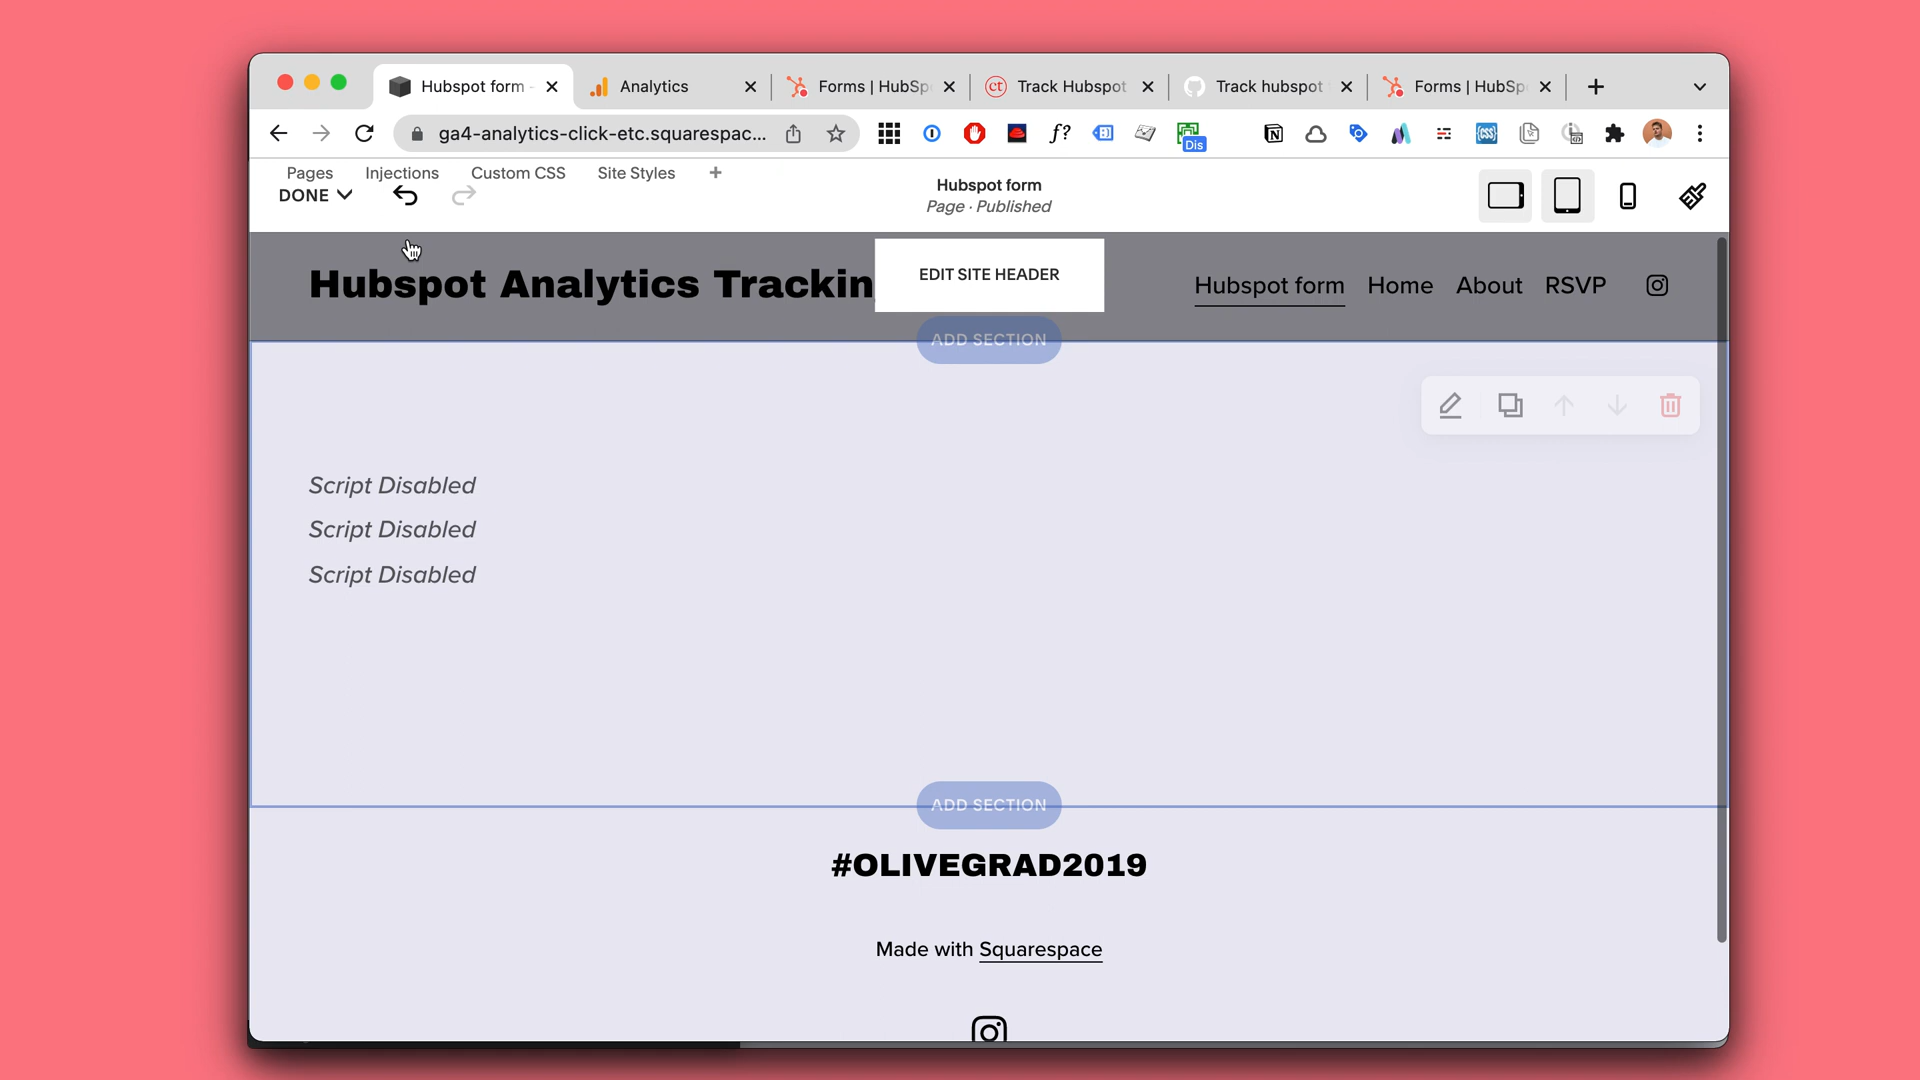 Hubspot form -
Analytics
Forms | HubSp
Track Hubspot
Track hubspot
Forms | HubSp
ga4-analytics-click-etc.squarespac...
f?
Dis
{css}
Pages Injections Custom CSS Site Styles +
DONE
Hubspot form
Page · Published
Hubspot Analytics Trackin
EDIT SITE HEADER
Hubspot form Home About RSVP
ADD SECTION
Script Disabled
Script Disabled
Script Disabled
ADD SECTION
#OLIVEGRAD2019
Made with Squarespace